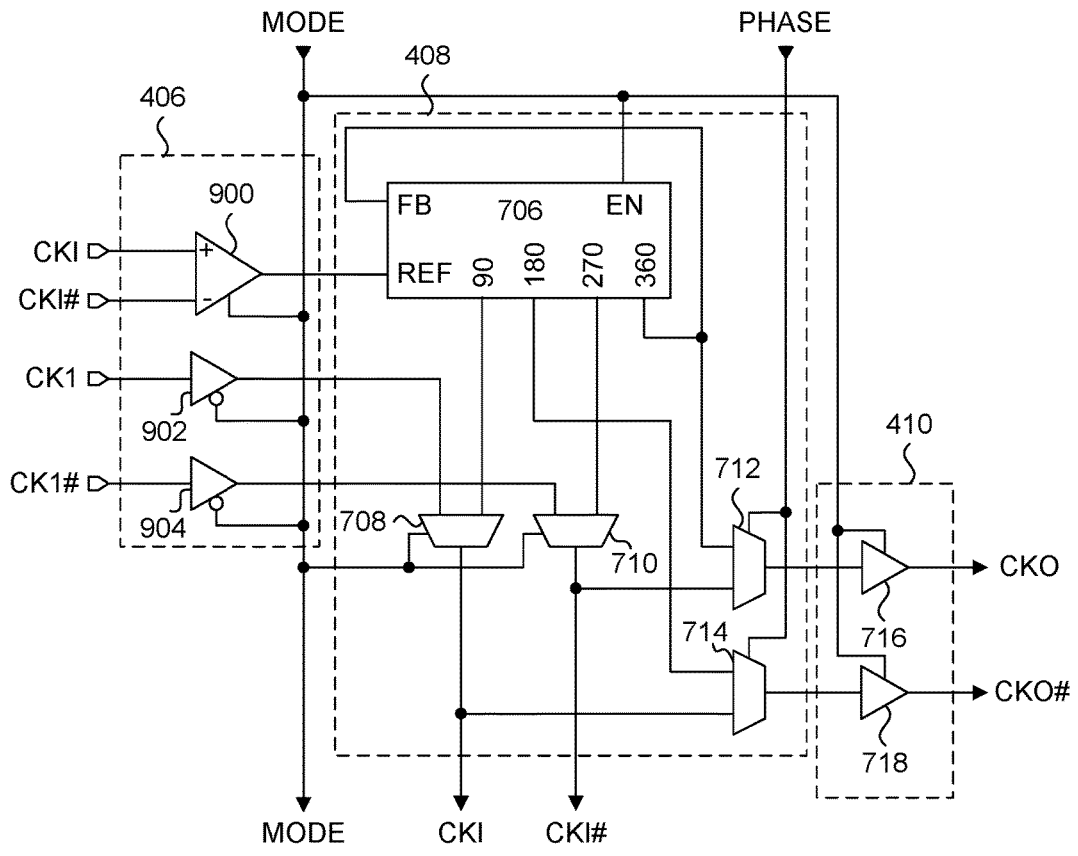 MODE
PHASE
408
406
900
FB
706
EN
CKI
+
REF
90
180
270
360
CKI#
-
CK1
902
410
CK1#
904
712
708
710
CKO
716
714
CKO#
718
MODE
CKI
CKI#